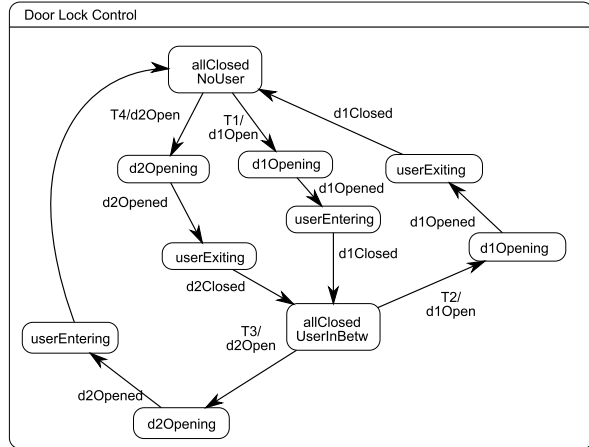 Door Lock Control
allClosed
NoUser
T4/d2Open
T1/
d1Open
d1Closed
d2Opening
d1Opening
userExiting
d2Opened
d1Opened
userEntering
d1Opened
userExiting
d1Closed
d1Opening
d2Closed
allClosed
UserInBetw
T2/
d1Open
userEntering
T3/
d2Open
d2Opened
d2Opening